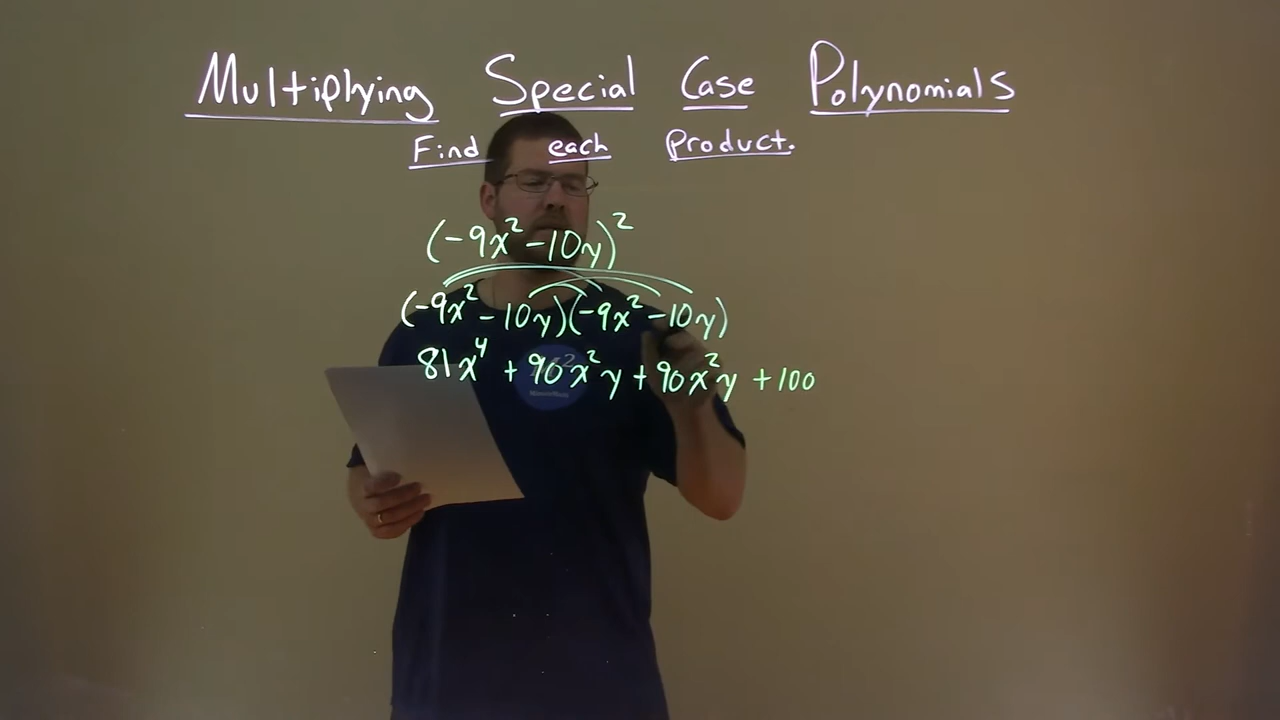 Multiplying Special Case Polynomials
Find each product.
(-9x² -10y)²
(-9x² - 10y)(-9x² -10y)
81x⁴ + 90x²y + 90x²y + 100